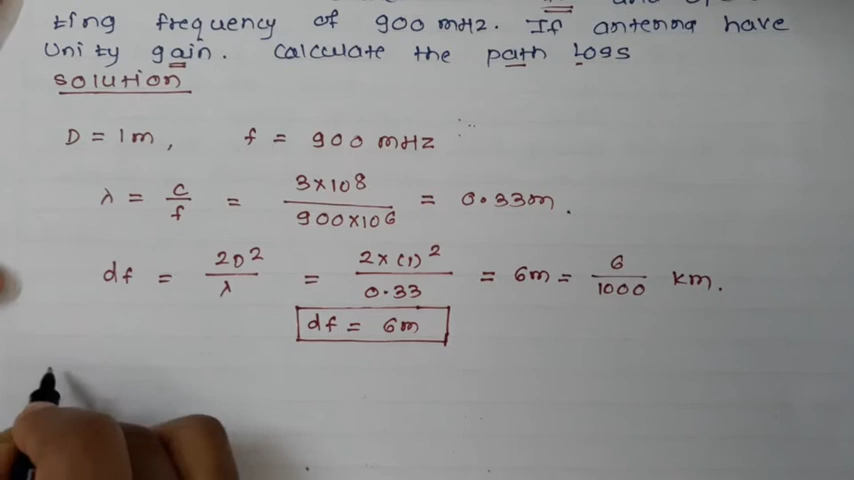 ting frequency of 900 mHz. If antenna have
Unity gain. Calculate the path loss
Solution
D = 1m, f = 900 mHz
λ = c/f = 3×10⁸/900×10⁶ = 0.33m.
df = 2D²/λ = 2×(1)²/0.33 = 6m = 6/1000 km.
df = 6m